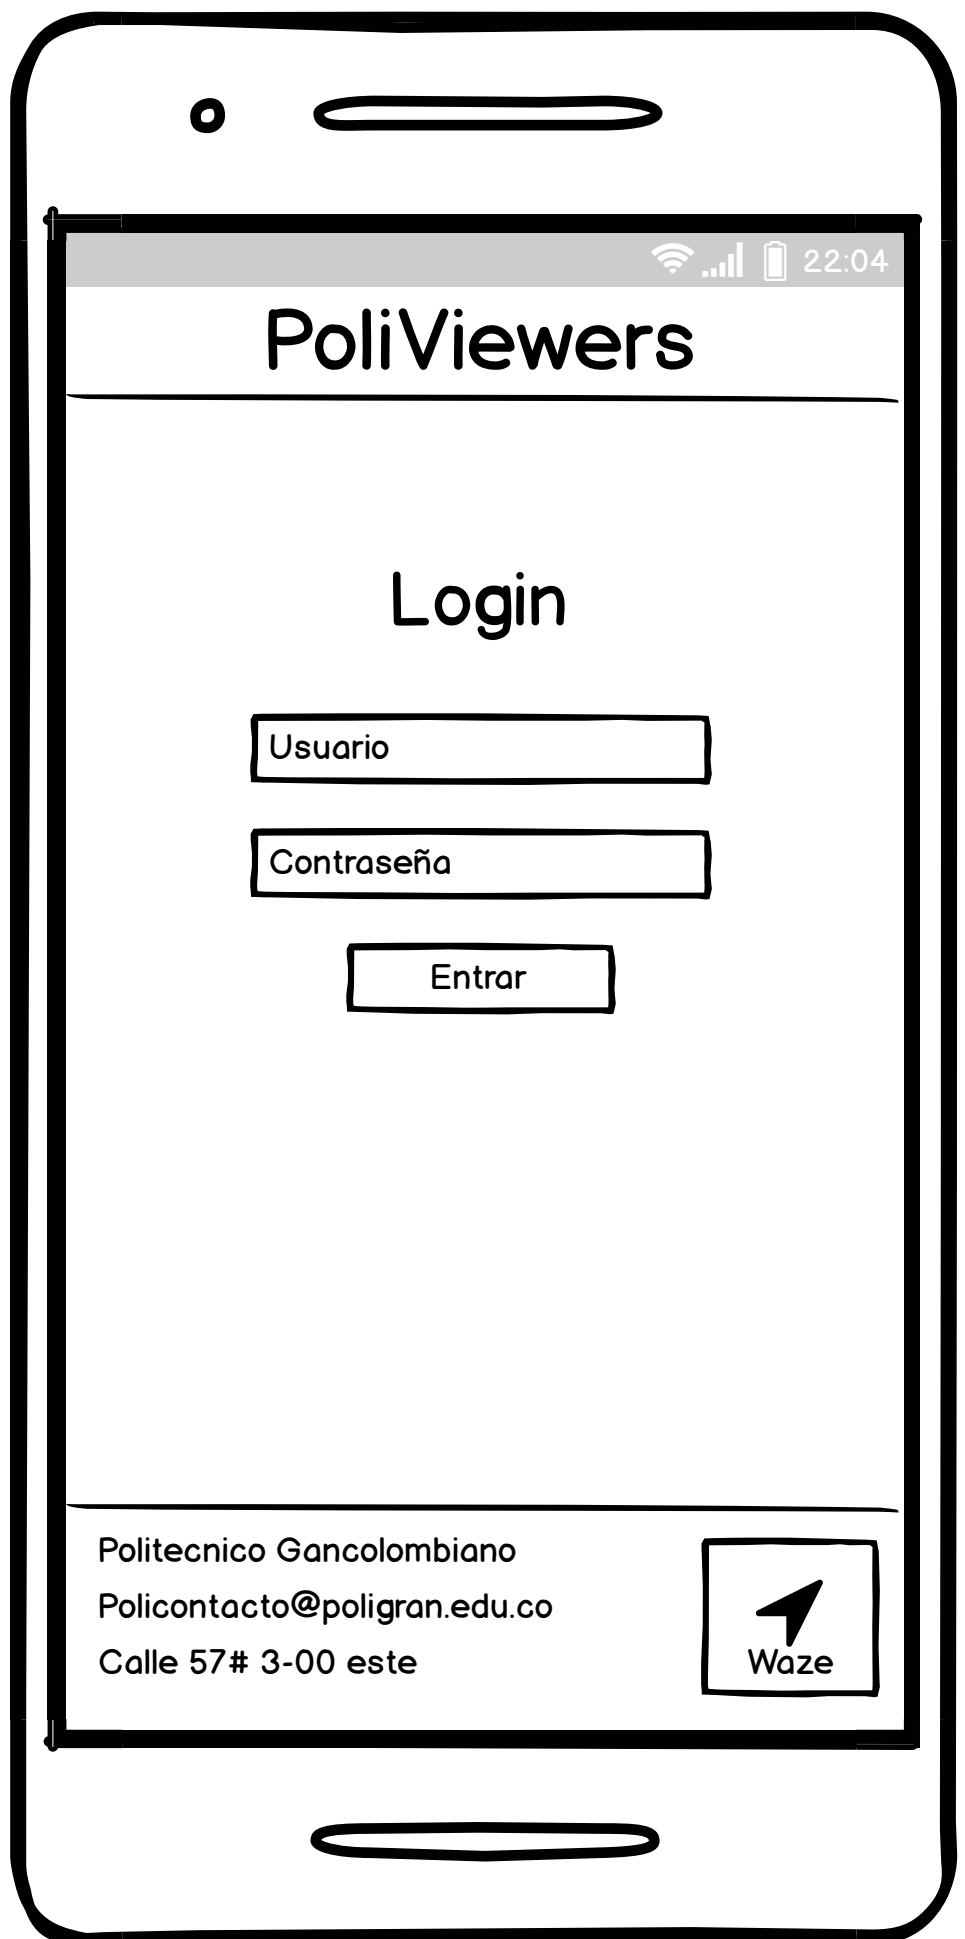 22:04
PoliViewers
Login
Usuario
Contraseña
Entrar
Politecnico Gancolombiano
Policontacto@poligran.edu.co
Calle 57# 3-00 este
Waze